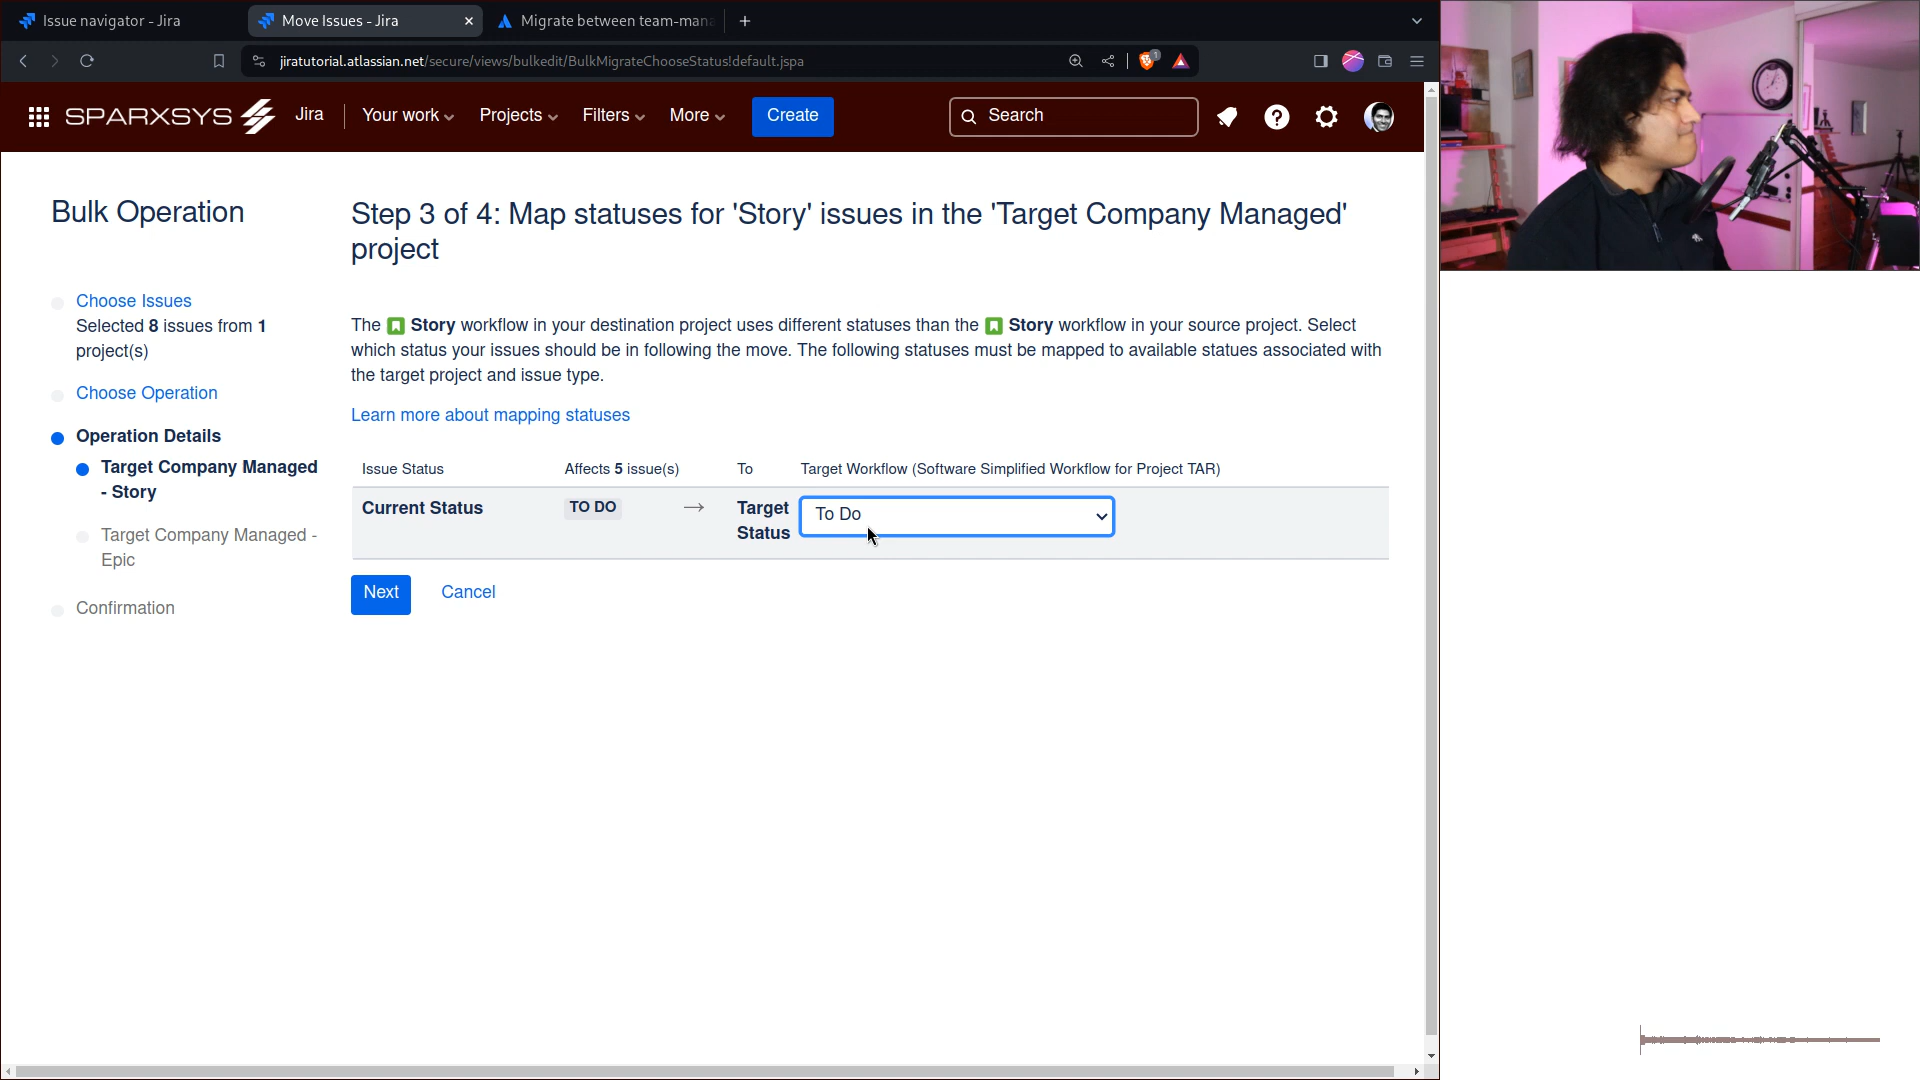 Issue navigator - Jira
Move Issues - Jira
Migrate between team-mana
jiratutorial.atlassian.net/secure/views/bulkedit/BulkMigrateChooseStatus!default.jspa
1
SPARXSYS
Jira
Your work
Projects
Filters
More
Create
Search
Bulk Operation
Choose Issues
Selected 8 issues from 1
project(s)
Choose Operation
Operation Details
Target Company Managed
- Story
Target Company Managed -
Epic
Confirmation
Step 3 of 4: Map statuses for 'Story' issues in the 'Target Company Managed'
project
The Story workflow in your destination project uses different statuses than the Story workflow in your source project. Select
which status your issues should be in following the move. The following statuses must be mapped to available statues associated with
the target project and issue type.
Learn more about mapping statuses
Issue Status Affects 5 issue(s) To Target Workflow (Software Simplified Workflow for Project TAR)
Current Status TO DO → Target
Status To Do
Next Cancel